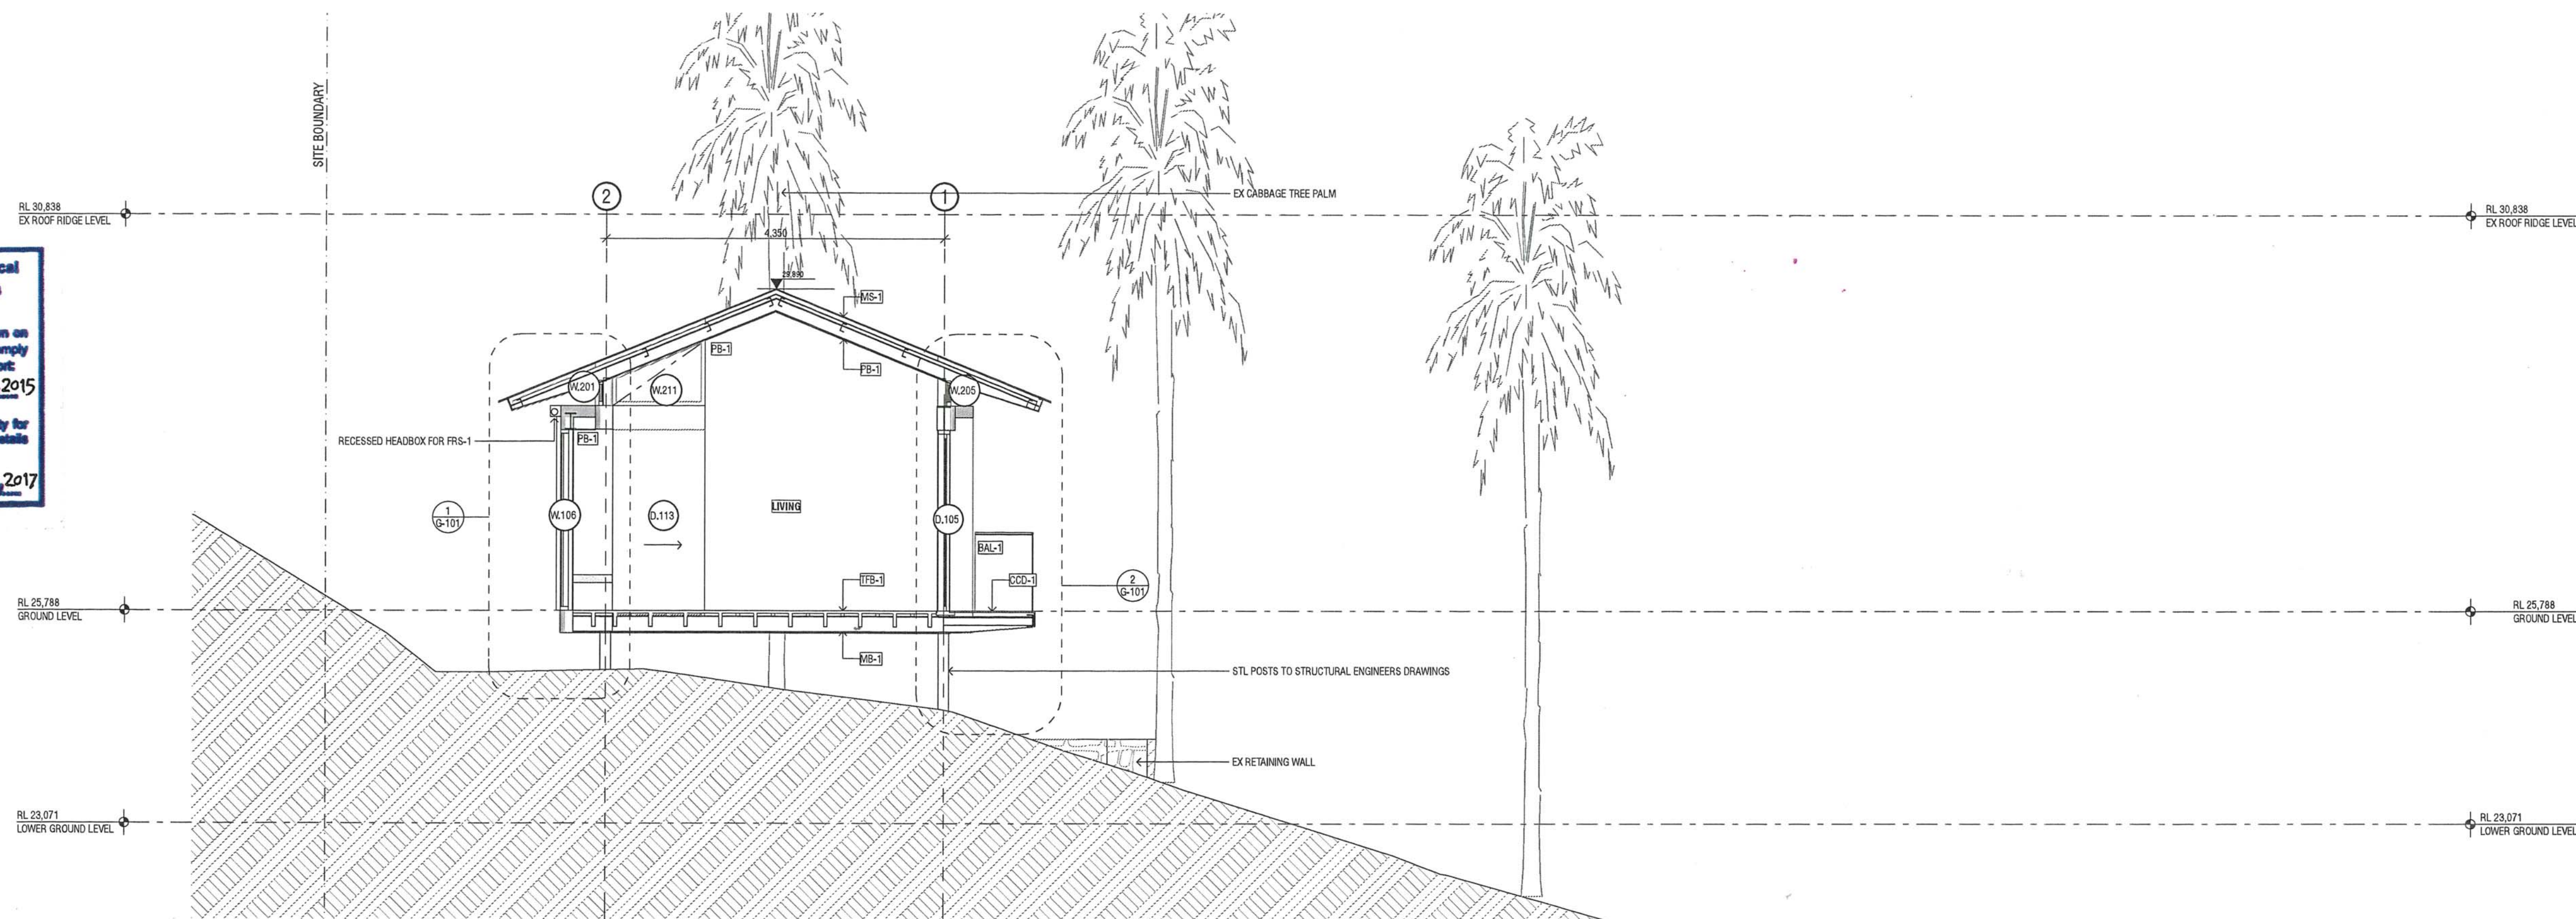 SITE BOUNDARY
2
1
EX CABBAGE TREE PALM
RL 30,838
EX ROOF RIDGE LEVEL
RL 30,838
EX ROOF RIDGE LEVEL
4,350
29,890
MS-1
PB-1
PB-1
W.201
W.211
W.205
2015
RECESSED HEADBOX FOR FRS-1
PB-1
2017
1
G-101
W.106
D.113
LIVING
D.105
BAL-1
TFB-1
CCD-1
2
G-101
RL 25,788
GROUND LEVEL
RL 25,788
GROUND LEVEL
MB-1
STL POSTS TO STRUCTURAL ENGINEERS DRAWINGS
EX RETAINING WALL
RL 23,071
LOWER GROUND LEVEL
RL 23,071
LOWER GROUND LEVEL